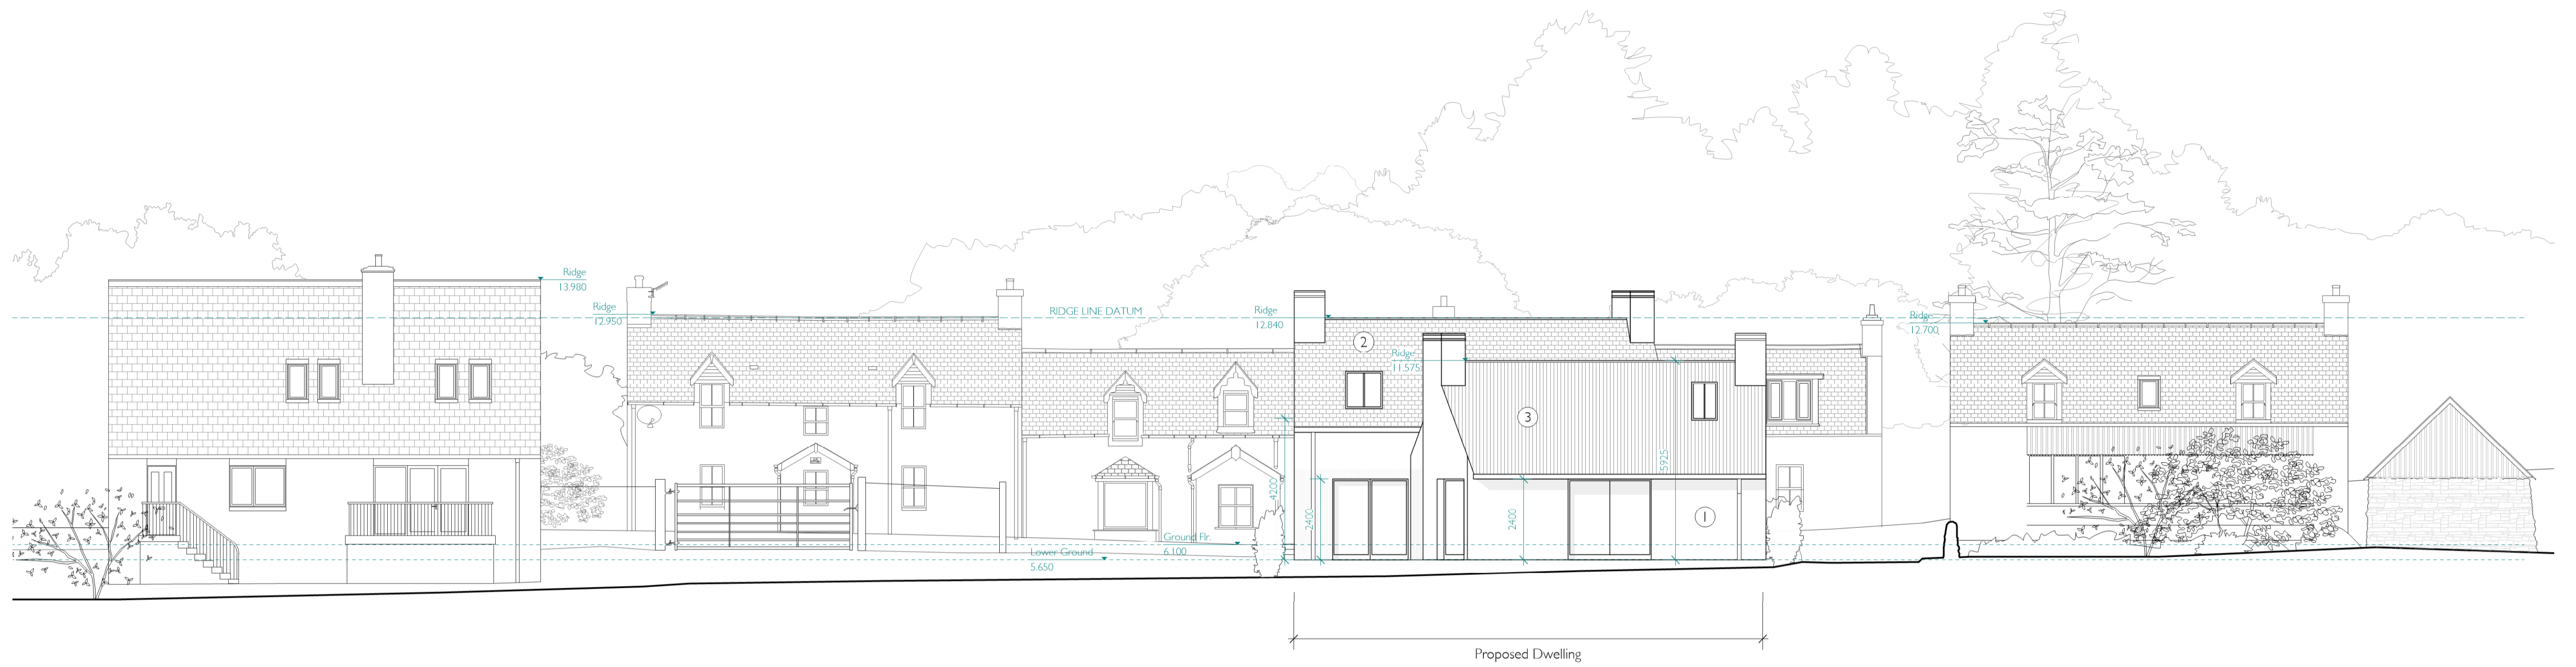 Ridge
13.980
Ridge
12.950
RIDGE LINE DATUM
Ridge
12.840
Ridge
12.700
2
Ridge
11.575
3
5925
4200
2400
2400
1
Ground Flr.
6.100
Lower Ground
5.650
Proposed Dwelling